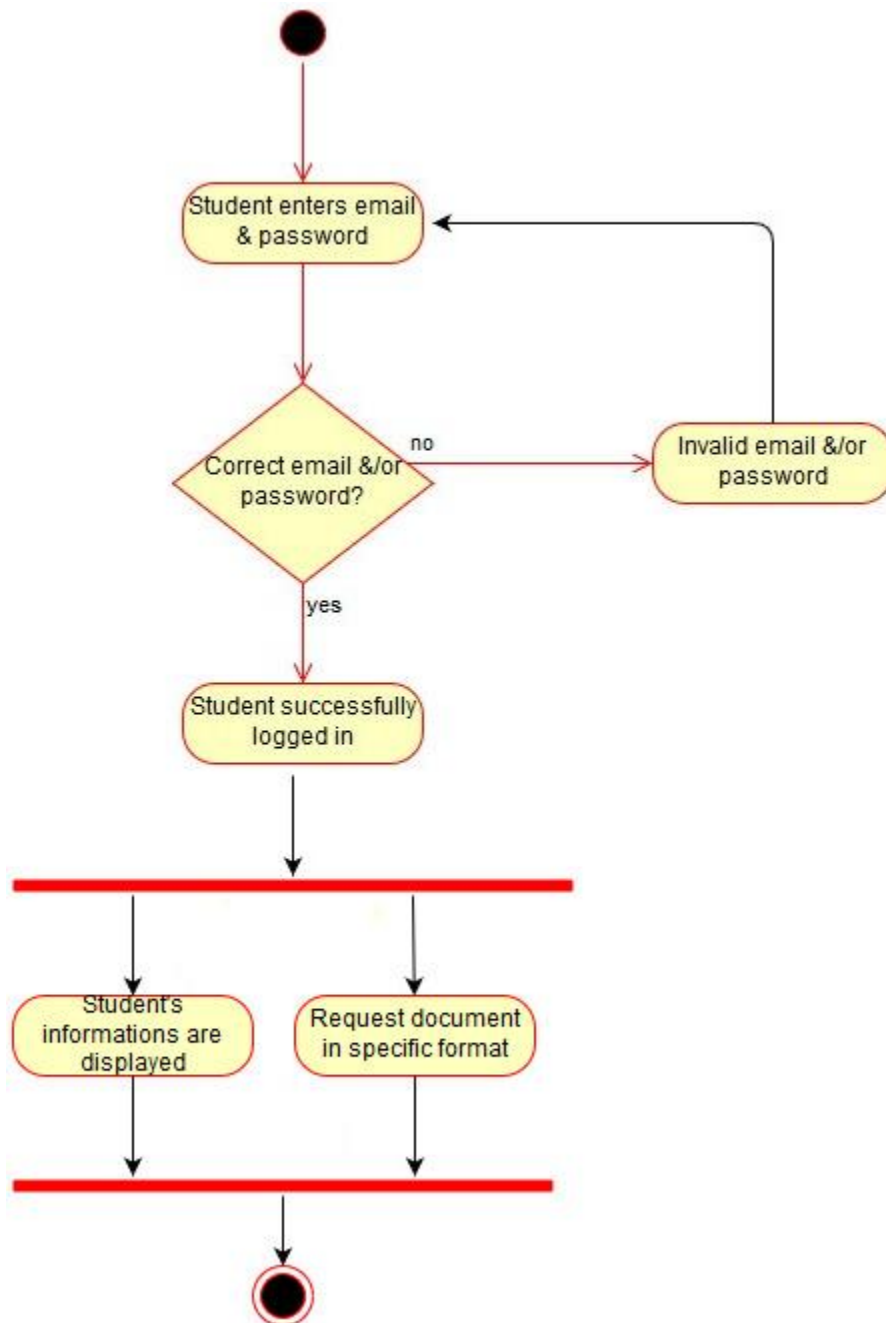 Student enters email
& password
Correct email &/or
password?
no
Invalid email &/or
password
yes
Student successfully
logged in
Student's
informations are
displayed
Request document
in specific format